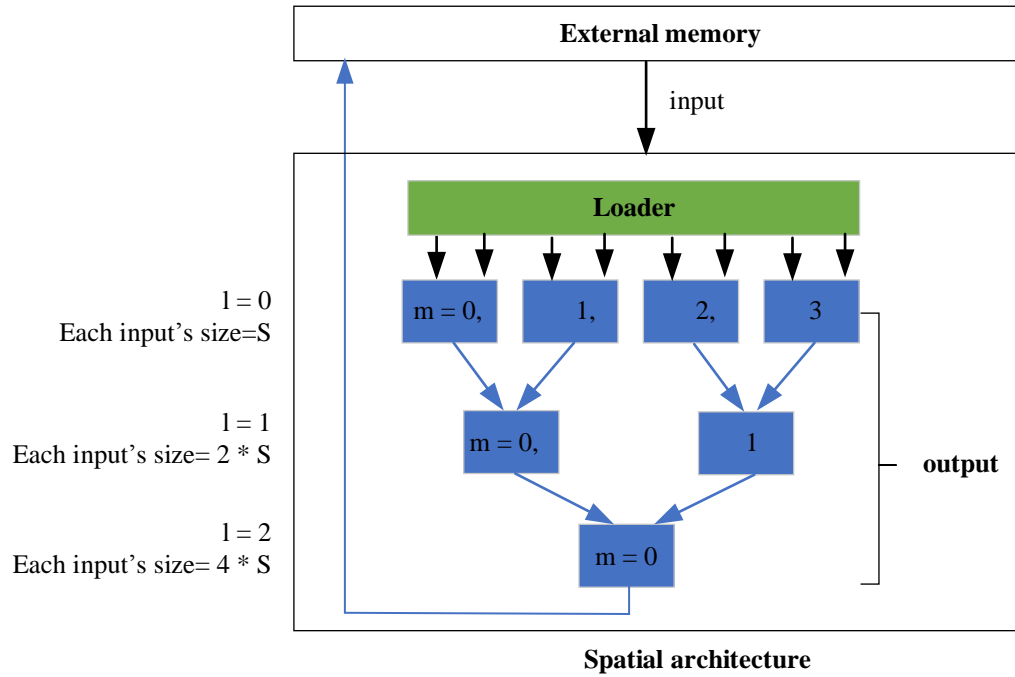 External memory
input
Loader
l = 0
Each input's size=S
m = 0,
1,
2,
3
l = 1
Each input's size= 2 * S
m = 0,
1
output
l = 2
Each input's size= 4 * S
m = 0
Spatial architecture